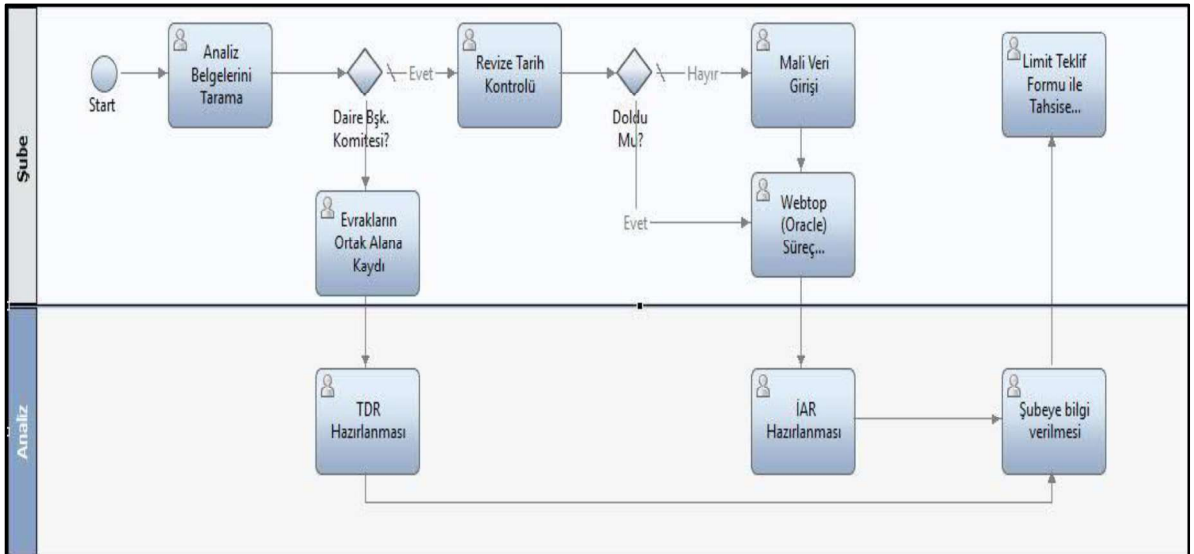 Şube
Start
Analiz
Belgelerini
Tarama
Daire Bşk.
Komitesi?
Evet
Revize Tarih
Kontrolü
Doldu
Mu?
Hayır
Mali Veri
Girişi
Limit Teklif
Formu ile
Tahsise...
Evrakların
Ortak Alana
Kaydı
Evet
Webtop
(Oracle)
Süreç...
Analiz
TDR
Hazırlanması
İAR
Hazırlanması
Şubeye bilgi
verilmesi